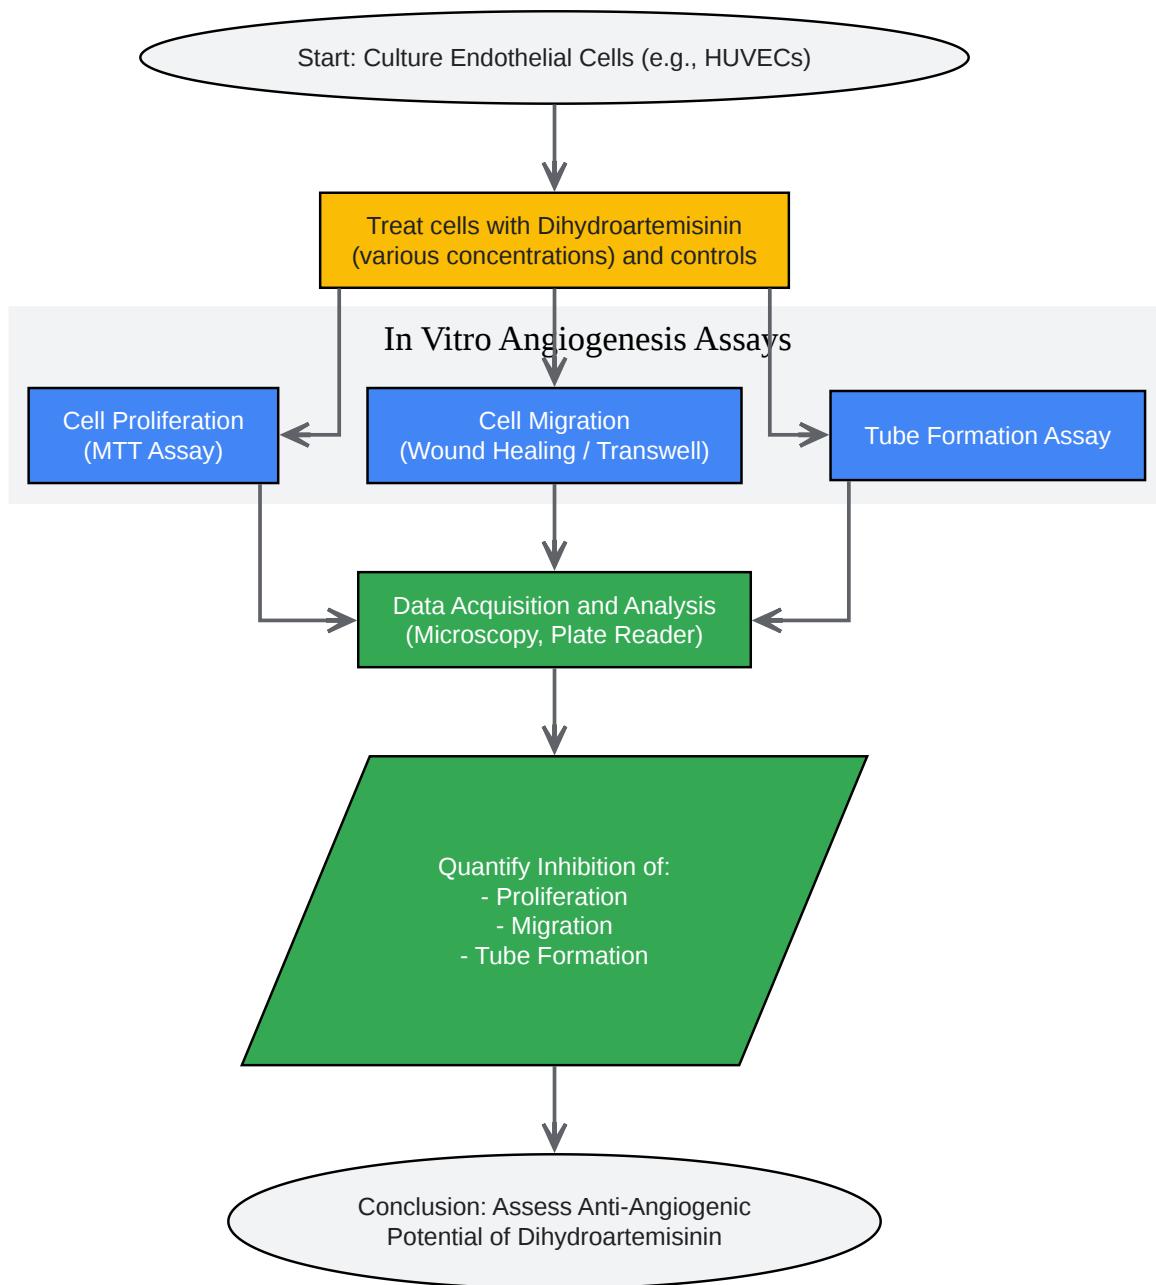 Start: Culture Endothelial Cells (e.g., HUVECs)
Treat cells with Dihydroartemisinin
(various concentrations) and controls
In Vitro Angiogenesis Assays
Cell Proliferation
(MTT Assay)
Cell Migration
(Wound Healing / Transwell)
Tube Formation Assay
Data Acquisition and Analysis
(Microscopy, Plate Reader)
Quantify Inhibition of:
- Proliferation
- Migration
- Tube Formation
Conclusion: Assess Anti-Angiogenic
Potential of Dihydroartemisinin